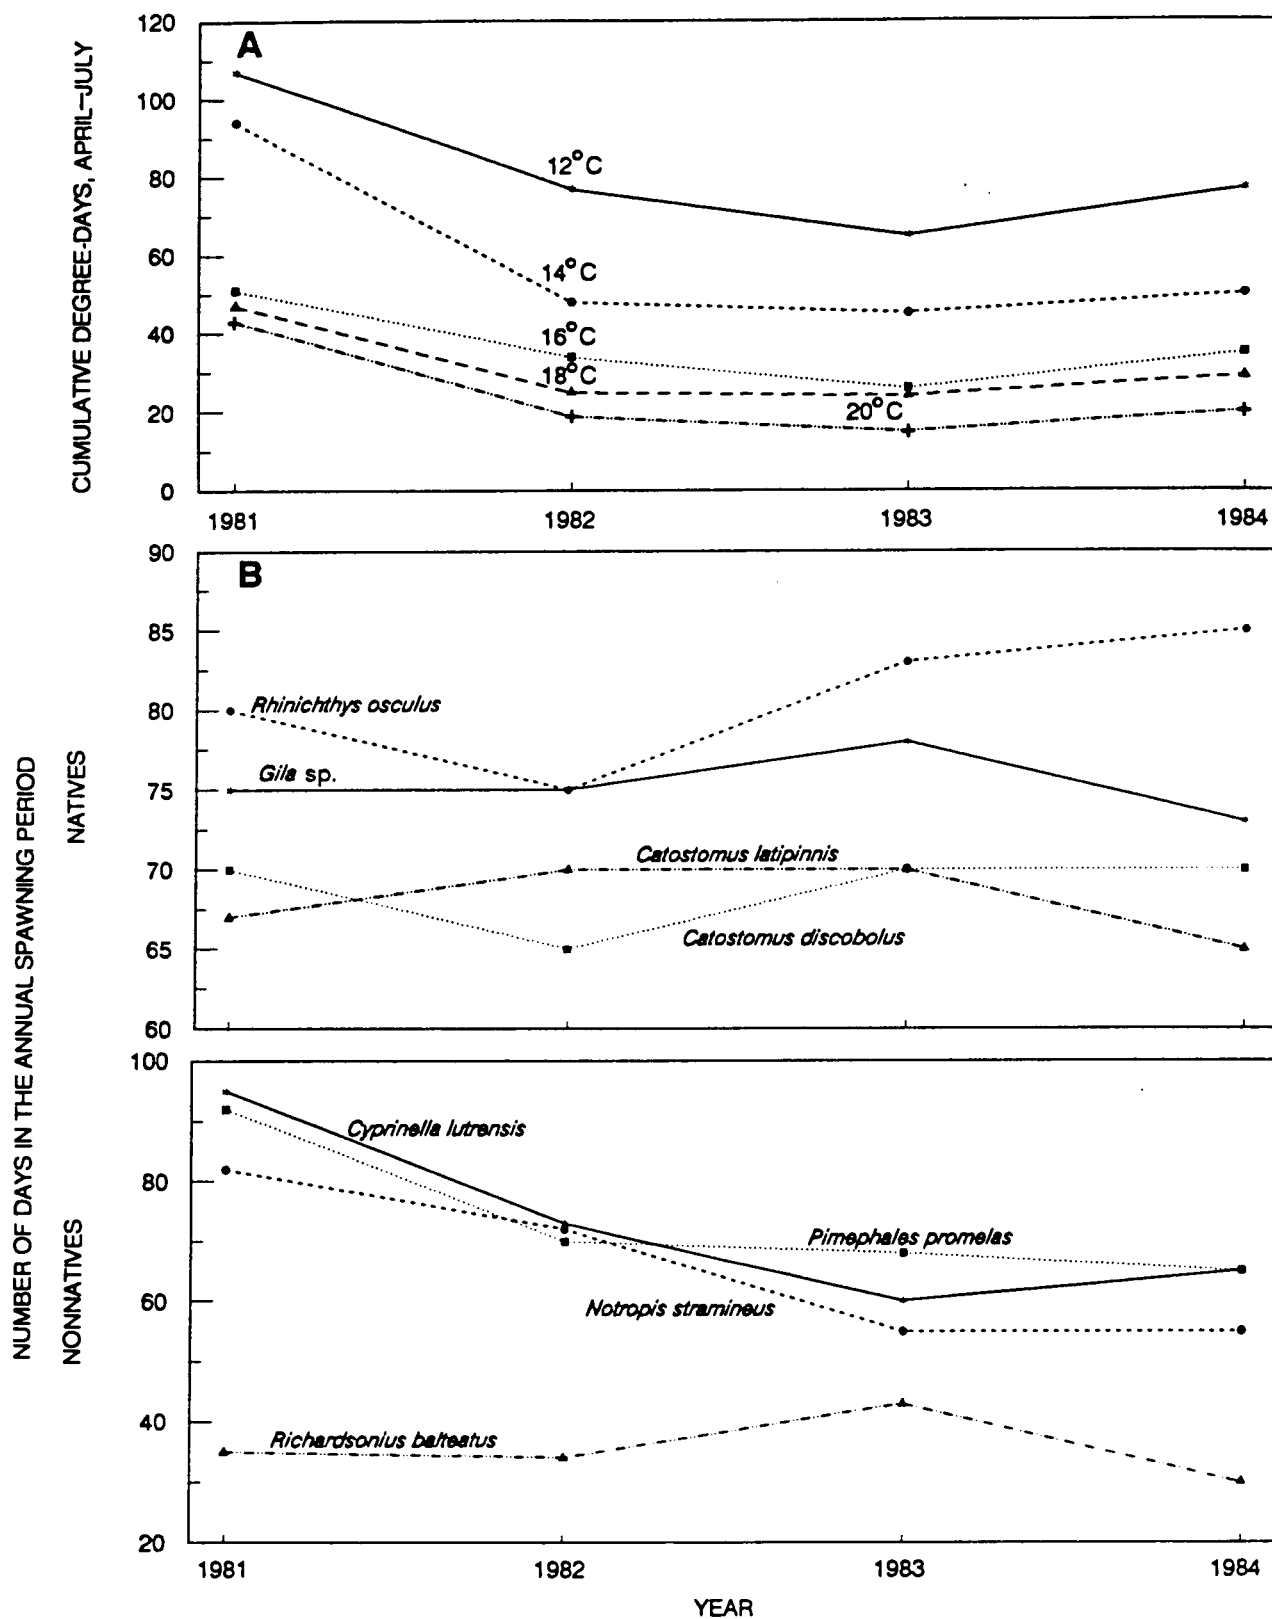 A
CUMULATIVE DEGREE-DAYS, APRIL–JULY
120
100
80
60
40
20
0
12°C
14°C
16°C
18°C
20°C
1981 1982 1983 1984
B
NUMBER OF DAYS IN THE ANNUAL SPAWNING PERIOD
NATIVES
90
85
80
75
70
65
60
Rhinichthys osculus
Gila sp.
Catostomus latipinnis
Catostomus discobolus
NONNATIVES
100
80
60
40
20
Cyprinella lutrensis
Pimephales promelas
Notropis stramineus
Richardsonius balteatus
1981 1982 1983 1984
YEAR